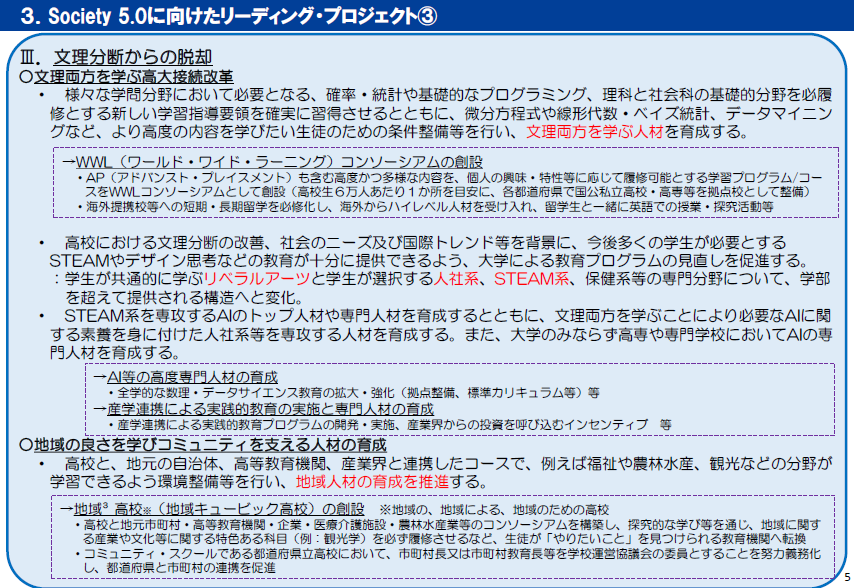 ３．Society 5.0に向けたリーディング・プロジェクト③
Ⅲ．文理分断からの脱却
〇文理両方を学ぶ高大接続改革
・ 様々な学問分野において必要となる、確率・統計や基礎的なプログラミング、理科と社会科の基礎的分野を必履
修とする新しい学習指導要領を確実に習得させるとともに、微分方程式や線形代数・ベイズ統計、データマイニン
グなど、より高度の内容を学びたい生徒のための条件整備等を行い、文理両方を学ぶ人材を育成する。
→WWL（ワールド・ワイド・ラーニング）コンソーシアムの創設
・AP（アドバンスト・プレイスメント）も含む高度かつ多様な内容を、個人の興味・特性等に応じて履修可能とする学習プログラム/コー
スをWWLコンソーシアムとして創設（高校生６万人あたり１か所を目安に、各都道府県で国公私立高校・高専等を拠点校として整備）
・海外提携校等への短期・長期留学を必修化し、海外からハイレベル人材を受け入れ、留学生と一緒に英語での授業・探究活動等
・ 高校における文理分断の改善、社会のニーズ及び国際トレンド等を背景に、今後多くの学生が必要とする
STEAMやデザイン思考などの教育が十分に提供できるよう、大学による教育プログラムの見直しを促進する。
：学生が共通的に学ぶリベラルアーツと学生が選択する人社系、STEAM系、保健系等の専門分野について、学部
を超えて提供される構造へと変化。
・ STEAM系を専攻するAIのトップ人材や専門人材を育成するとともに、文理両方を学ぶことにより必要なAIに関
する素養を身に付けた人社系等を専攻する人材を育成する。また、大学のみならず高専や専門学校においてAIの専
門人材を育成する。
→AI等の高度専門人材の育成
・全学的な数理・データサイエンス教育の拡大・強化（拠点整備、標準カリキュラム等）等
→産学連携による実践的教育の実施と専門人材の育成
・産学連携による実践的教育プログラムの開発・実施、産業界からの投資を呼び込むインセンティブ 等
〇地域の良さを学びコミュニティを支える人材の育成
・ 高校と、地元の自治体、高等教育機関、産業界と連携したコースで、例えば福祉や農林水産、観光などの分野が
学習できるよう環境整備等を行い、地域人材の育成を推進する。
→地域³ 高校※（地域キュービック高校）の創設 ※地域の、地域による、地域のための高校
・高校と地元市町村・高等教育機関・企業・医療介護施設・農林水産業等のコンソーシアムを構築し、探究的な学び等を通じ、地域に関す
る産業や文化等に関する特色ある科目（例：観光学）を必ず履修させるなど、生徒が「やりたいこと」を見つけられる教育機関へ転換
・コミュニティ・スクールである都道府県立高校において、市町村長又は市町村教育長等を学校運営協議会の委員とすることを努力義務化
し、都道府県と市町村の連携を促進
5